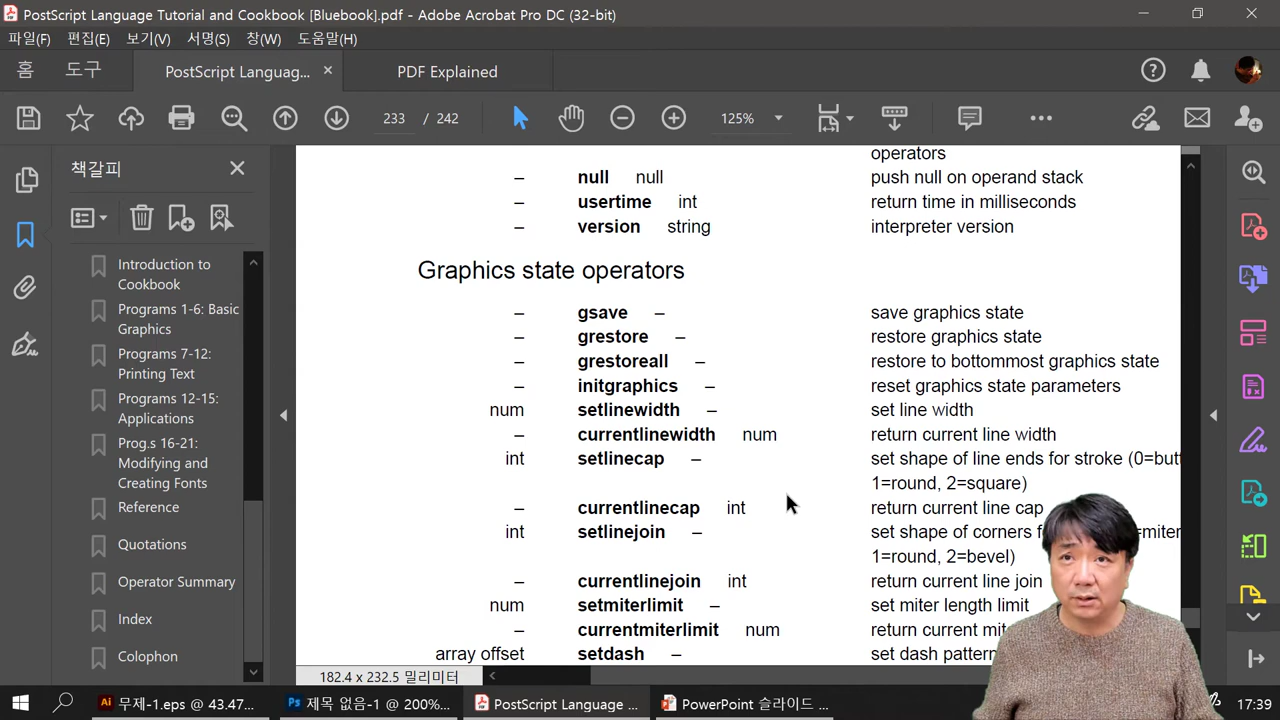 PostScript Language Tutorial and Cookbook [Bluebook].pdf - Adobe Acrobat Pro DC (32-bit)
파일(F) 편집(E) 보기(V) 서명(S) 창(W) 도움말(H)
홈 도구 PostScript Languag... × PDF Explained
233 / 242 125%
책갈피
Introduction to
Cookbook
Programs 1-6: Basic
Graphics
Programs 7-12:
Printing Text
Programs 12-15:
Applications
Prog.s 16-21:
Modifying and
Creating Fonts
Reference
Quotations
Operator Summary
Index
Colophon
operators
– null null push null on operand stack
– usertime int return time in milliseconds
– version string interpreter version
Graphics state operators
– gsave – save graphics state
– grestore – restore graphics state
– grestoreall – restore to bottommost graphics state
– initgraphics – reset graphics state parameters
num setlinewidth – set line width
– currentlinewidth num return current line width
int setlinecap – set shape of line ends for stroke (0=butt
1=round, 2=square)
– currentlinecap int return current line cap
int setlinejoin – set shape of corners =miter
1=round, 2=bevel)
– currentlinejoin int return current line join
num setmiterlimit – set miter length limit
– currentmiterlimit num return current
array offset setdash – set dash pattern
182.4 x 232.5 밀리미터
무제-1.eps @ 43.47... 제목 없음-1 @ 200%... PostScript Language ... PowerPoint 슬라이드 ...
17:39